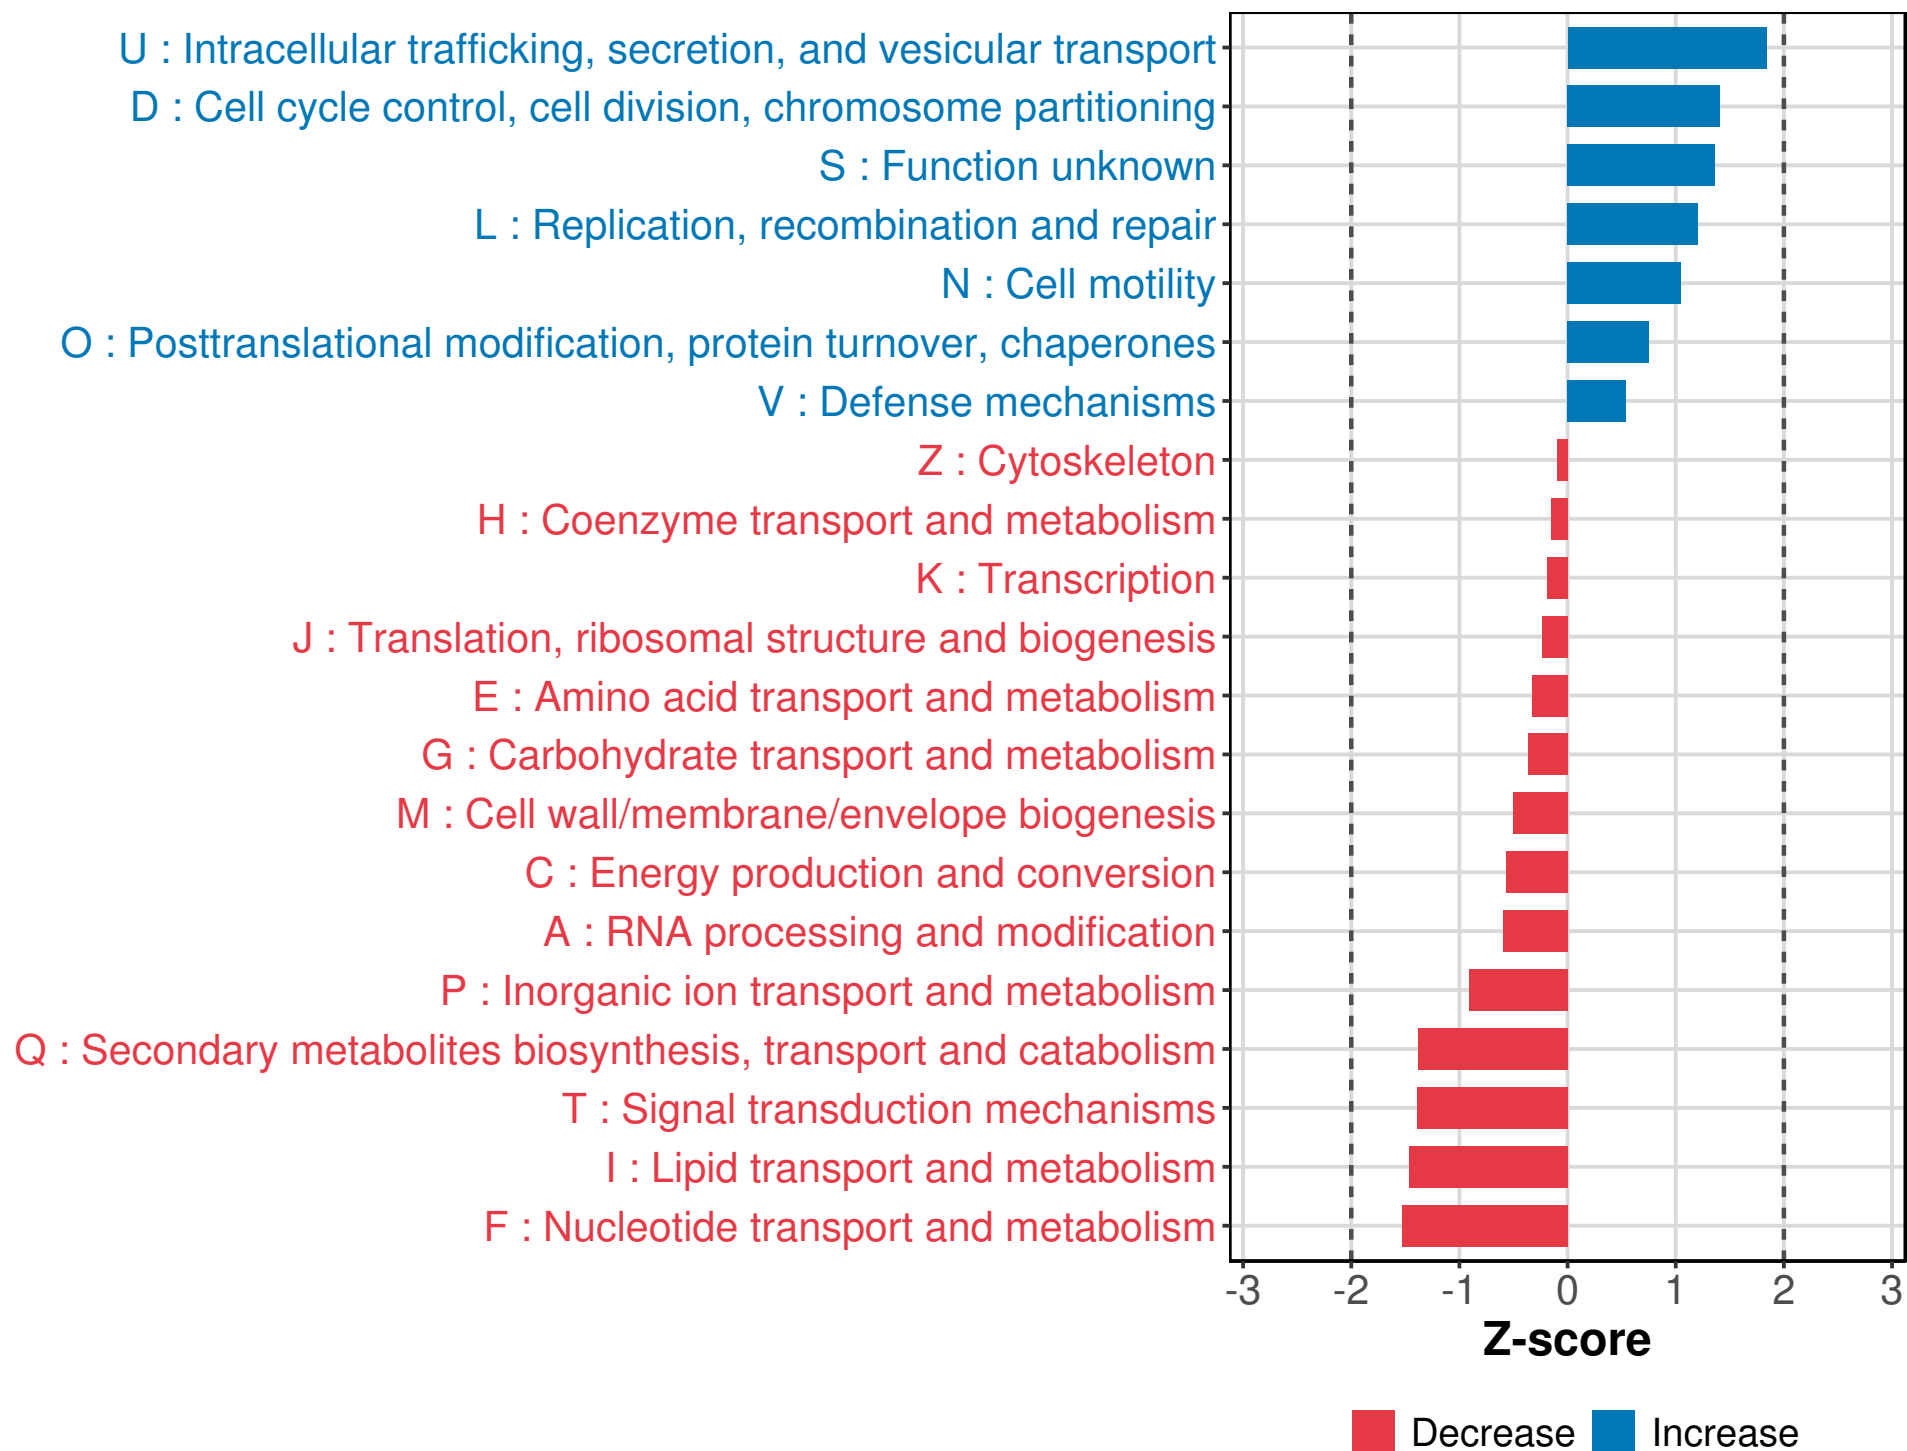 U : Intracellular trafficking, secretion, and vesicular transport
D : Cell cycle control, cell division, chromosome partitioning
S : Function unknown
L : Replication, recombination and repair
N : Cell motility
O : Posttranslational modification, protein turnover, chaperones
V : Defense mechanisms
Z : Cytoskeleton
H : Coenzyme transport and metabolism
K : Transcription
J : Translation, ribosomal structure and biogenesis
E : Amino acid transport and metabolism
G : Carbohydrate transport and metabolism
M : Cell wall/membrane/envelope biogenesis
C : Energy production and conversion
A : RNA processing and modification
P : Inorganic ion transport and metabolism
Q : Secondary metabolites biosynthesis, transport and catabolism
T : Signal transduction mechanisms
I : Lipid transport and metabolism
F : Nucleotide transport and metabolism
-3 -2 -1 0 1 2 3
Z-score
Decrease Increase